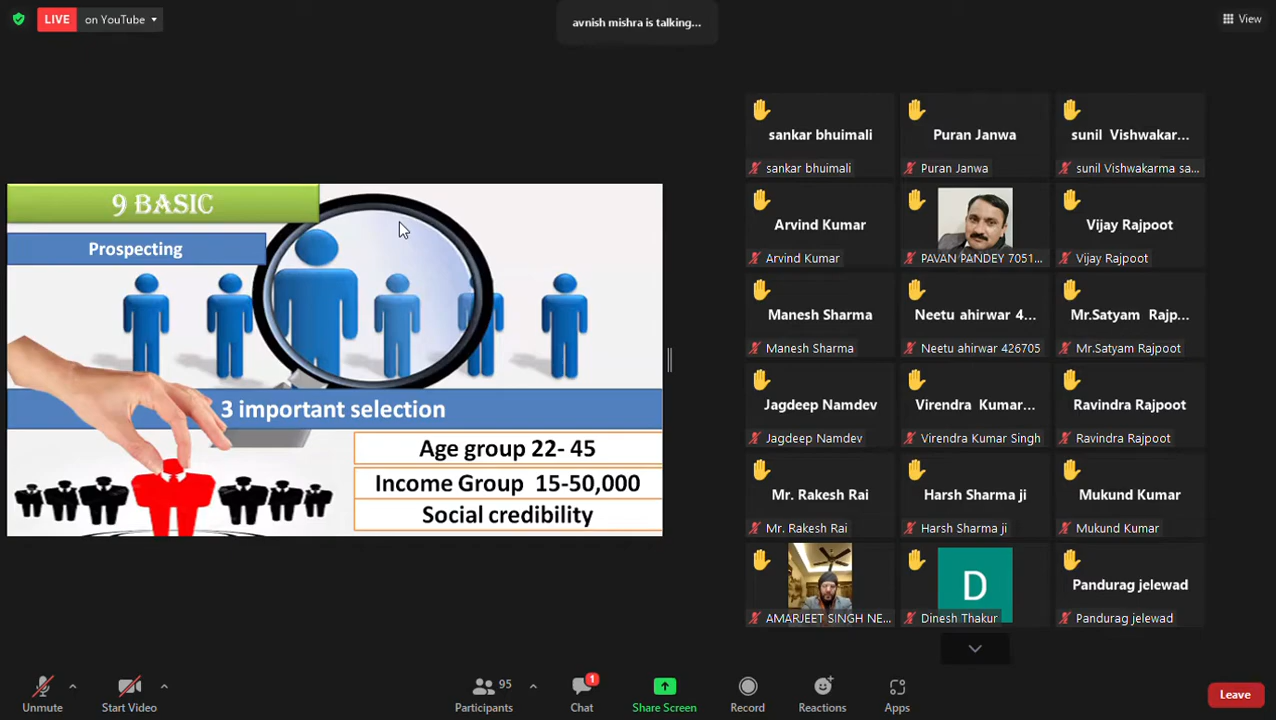 LIVE on YouTube
avnish mishra is talking...
View
9 BASIC
Prospecting
3 important selection
Age group 22- 45
Income Group 15-50,000
Social credibility
sankar bhuimali
sankar bhuimali
Puran Janwa
Puran Janwa
sunil Vishwakar...
sunil Vishwakarma sa...
Arvind Kumar
Arvind Kumar
PAVAN PANDEY 7051...
Vijay Rajpoot
Vijay Rajpoot
Manesh Sharma
Manesh Sharma
Neetu ahirwar 4...
Neetu ahirwar 426705
Mr.Satyam Rajp...
Mr.Satyam Rajpoot
Jagdeep Namdev
Jagdeep Namdev
Virendra Kumar...
Virendra Kumar Singh
Ravindra Rajpoot
Ravindra Rajpoot
Mr. Rakesh Rai
Mr. Rakesh Rai
Harsh Sharma ji
Harsh Sharma ji
Mukund Kumar
Mukund Kumar
AMARJEET SINGH NE...
D
Dinesh Thakur
Pandurag jelewad
Pandurag jelewad
Unmute
Start Video
95
Participants
1
Chat
Share Screen
Record
Reactions
Apps
Leave